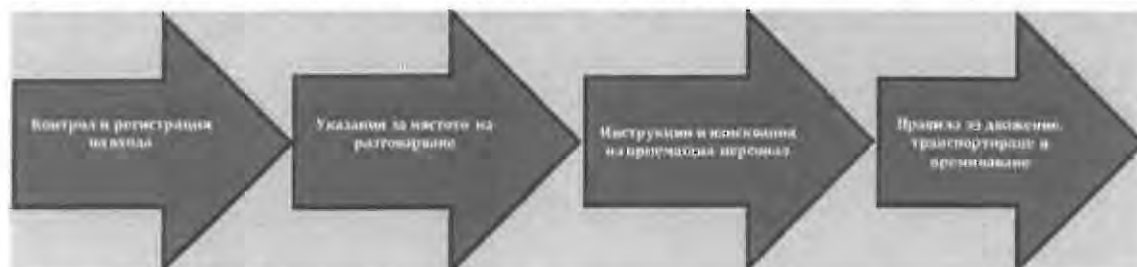 Контрол и регистрация
на входа
Указания за мястото на
разтоварване
Инструкции и изисквания
на приемащия персонал
Правила за движение,
транспортиране и
преминаване